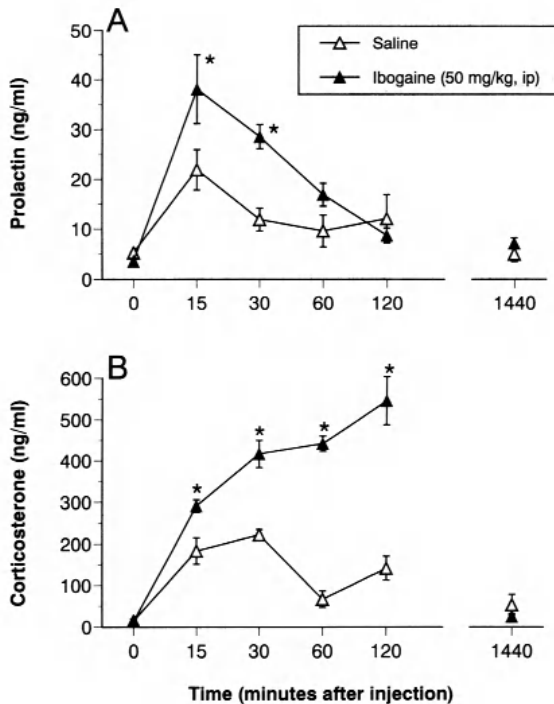 A
Saline
Ibogaine (50 mg/kg, ip)
Prolactin (ng/ml)
50
40
30
20
10
0
*
*
0 15 30 60 120 1440
B
Corticosterone (ng/ml)
600
500
400
300
200
100
0
*
*
*
*
0 15 30 60 120 1440
Time (minutes after injection)